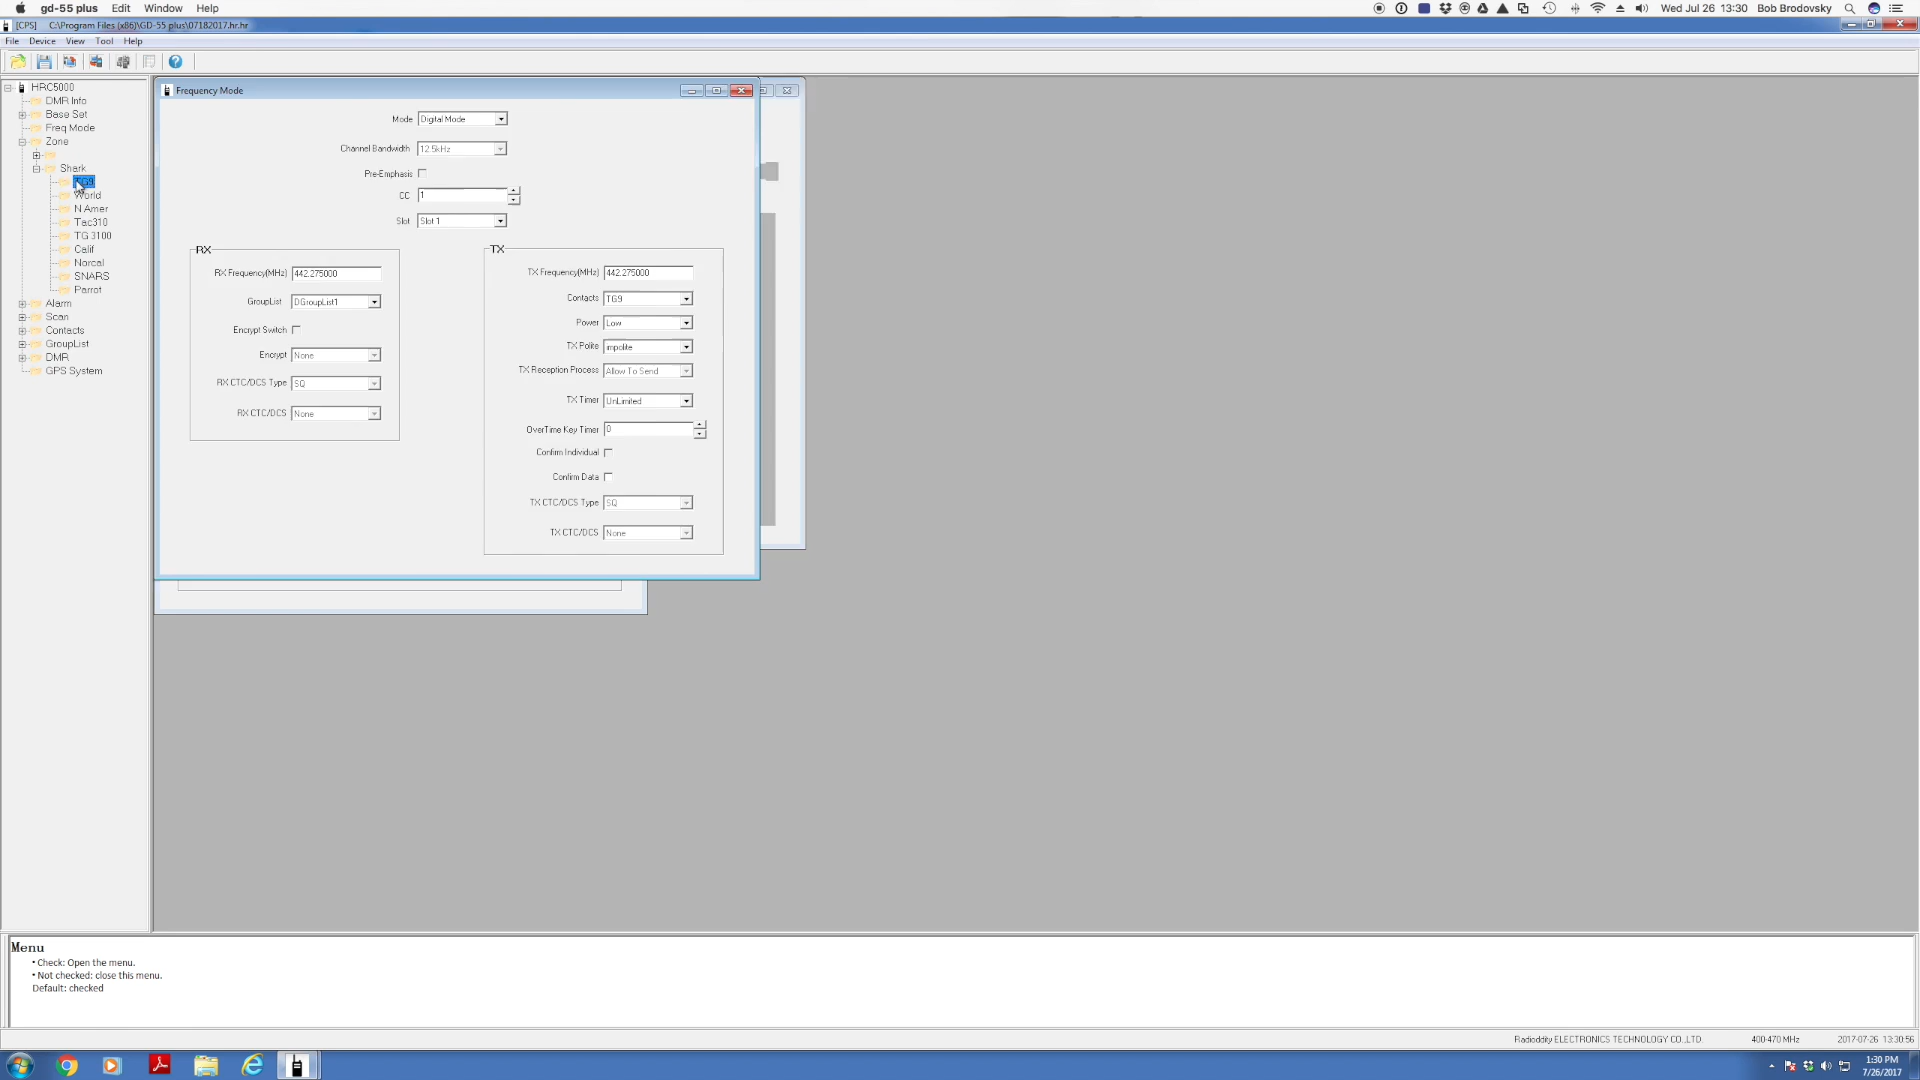 gd-55 plus Edit Window Help
Wed Jul 26 13:30 Bob Brodovsky
[CPS] C:\Program Files (x86)\GD-55 plus\07182017.hr.hr
File Device View Tool Help
HRC5000
DMR Info
Base Set
Freq Mode
Zone
Shark
TG9
World
N Amer
Tac310
TG 3100
Calif
Norcal
SNARS
Parrot
Alarm
Scan
Contacts
GroupList
DMR
GPS System
Frequency Mode
Mode Digital Mode
Channel Bandwidth 12.5kHz
Pre-Emphasis
CC 1
Slot Slot 1
RX
RX Frequency(MHz) 442.275000
GroupList DGroupList1
Encrypt Switch
Encrypt None
RX CTC/DCS Type SQ
RX CTC/DCS None
TX
TX Frequency(MHz) 442.275000
Contacts TG9
Power Low
TX Polite impolite
TX Reception Process Allow To Send
TX Timer UnLimited
OverTime Key Timer 0
Confirm Individual
Confirm Data
TX CTC/DCS Type SQ
TX CTC/DCS None
Menu
• Check: Open the menu.
• Not checked: close this menu.
Default: checked
Radioddity ELECTRONICS TECHNOLOGY CO.,LTD. 400-470 MHz 2017-07-26 13:30:56
1:30 PM
7/26/2017